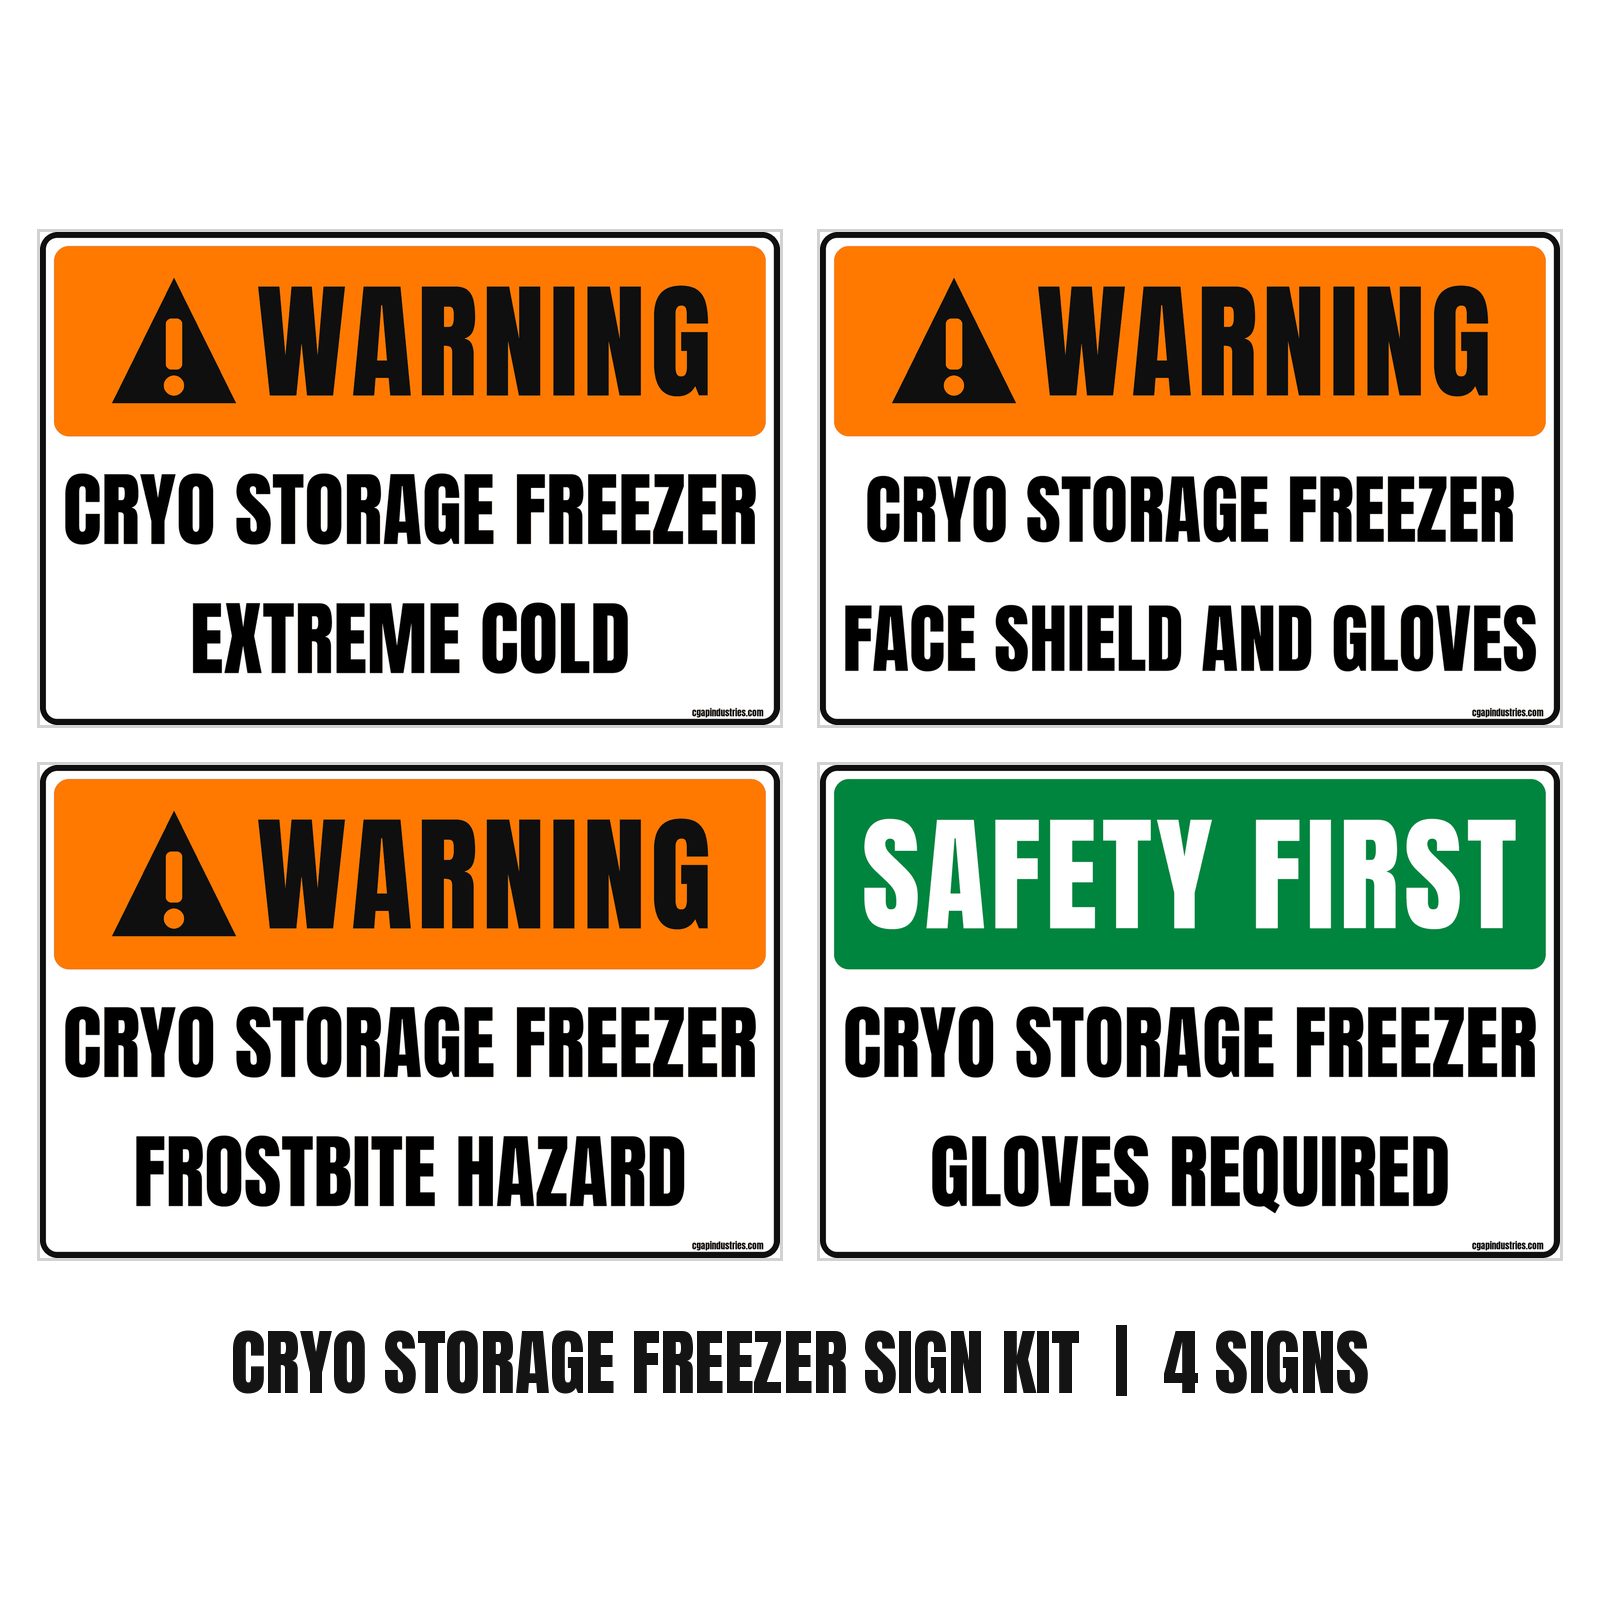 WARNING
CRYO STORAGE FREEZER
EXTREME COLD
cgapindustries.com
WARNING
CRYO STORAGE FREEZER
FACE SHIELD AND GLOVES
cgapindustries.com
WARNING
CRYO STORAGE FREEZER
FROSTBITE HAZARD
cgapindustries.com
SAFETY FIRST
CRYO STORAGE FREEZER
GLOVES REQUIRED
cgapindustries.com
CRYO STORAGE FREEZER SIGN KIT | 4 SIGNS